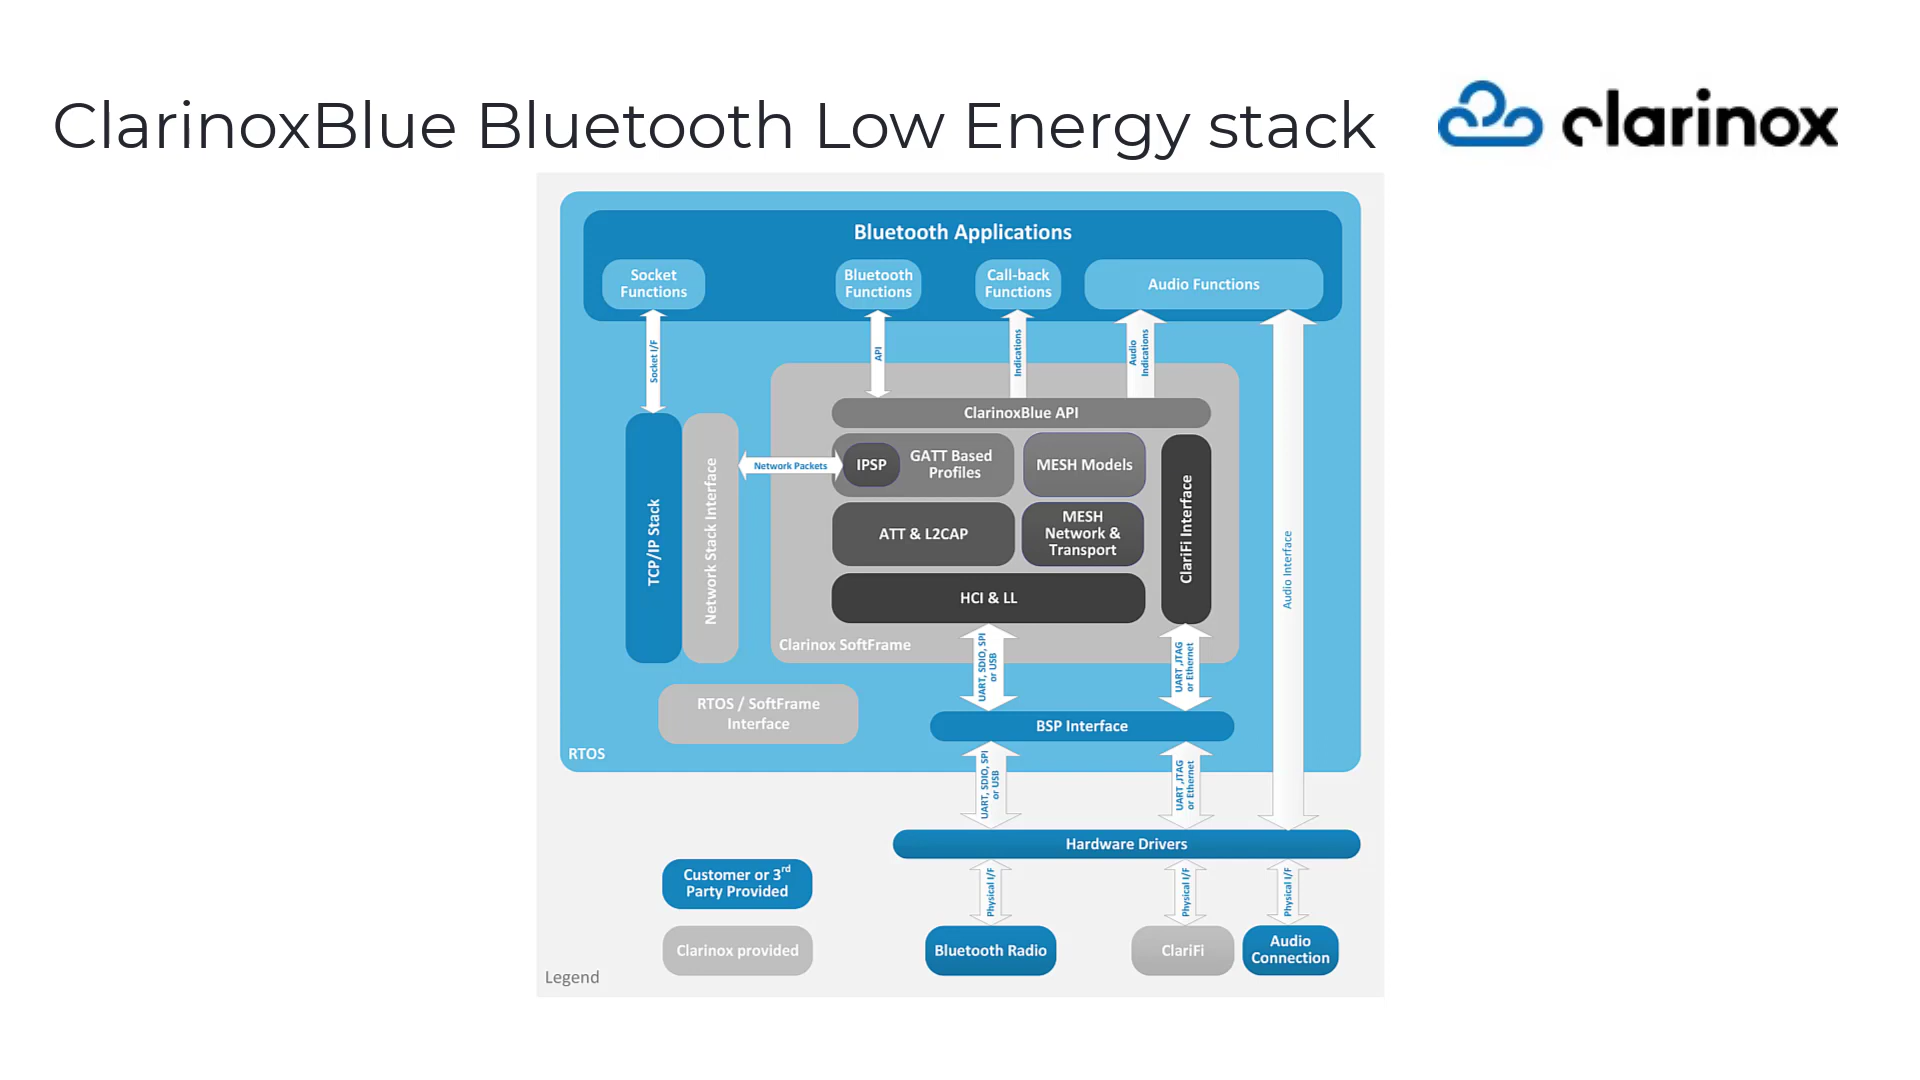 ClarinoxBlue Bluetooth Low Energy stack
clarinox
Bluetooth Applications
Socket
Functions
Bluetooth
Functions
Call-back
Functions
Audio Functions
Socket I/F
API
Indications
Audio
Indications
ClarinoxBlue API
Network Packets
IPSP
GATT Based
Profiles
MESH Models
TCP/IP Stack
Network Stack Interface
ATT & L2CAP
MESH
Network &
Transport
ClariFi Interface
Audio Interface
HCI & LL
Clarinox SoftFrame
UART, SDIO, SPI
or USB
UART ,JTAG
or Ethernet
RTOS / SoftFrame
Interface
BSP Interface
RTOS
UART, SDIO, SPI
or USB
UART ,JTAG
or Ethernet
Hardware Drivers
Customer or 3rd
Party Provided
Physical I/F
Physical I/F
Physical I/F
Clarinox provided
Bluetooth Radio
ClariFi
Audio
Connection
Legend